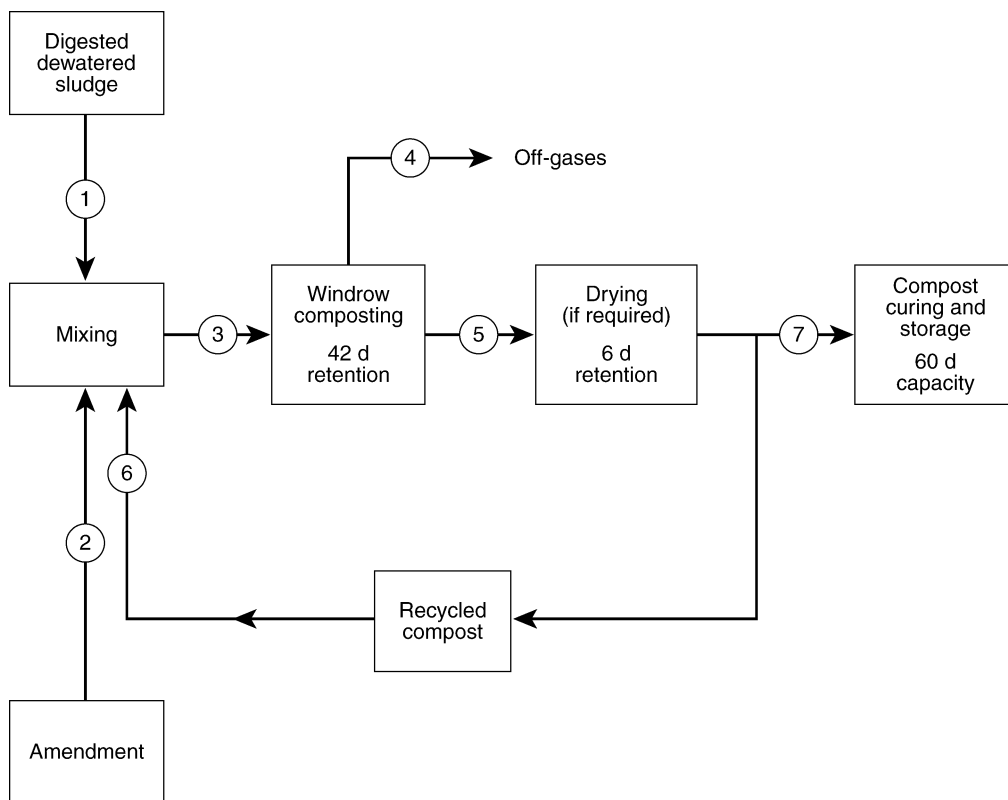 Digested
dewatered
sludge
1
4
Off-gases
Mixing
3
Windrow
composting
42 d
retention
5
Drying
(if required)
6 d
retention
7
Compost
curing and
storage
60 d
capacity
6
2
Recycled
compost
Amendment